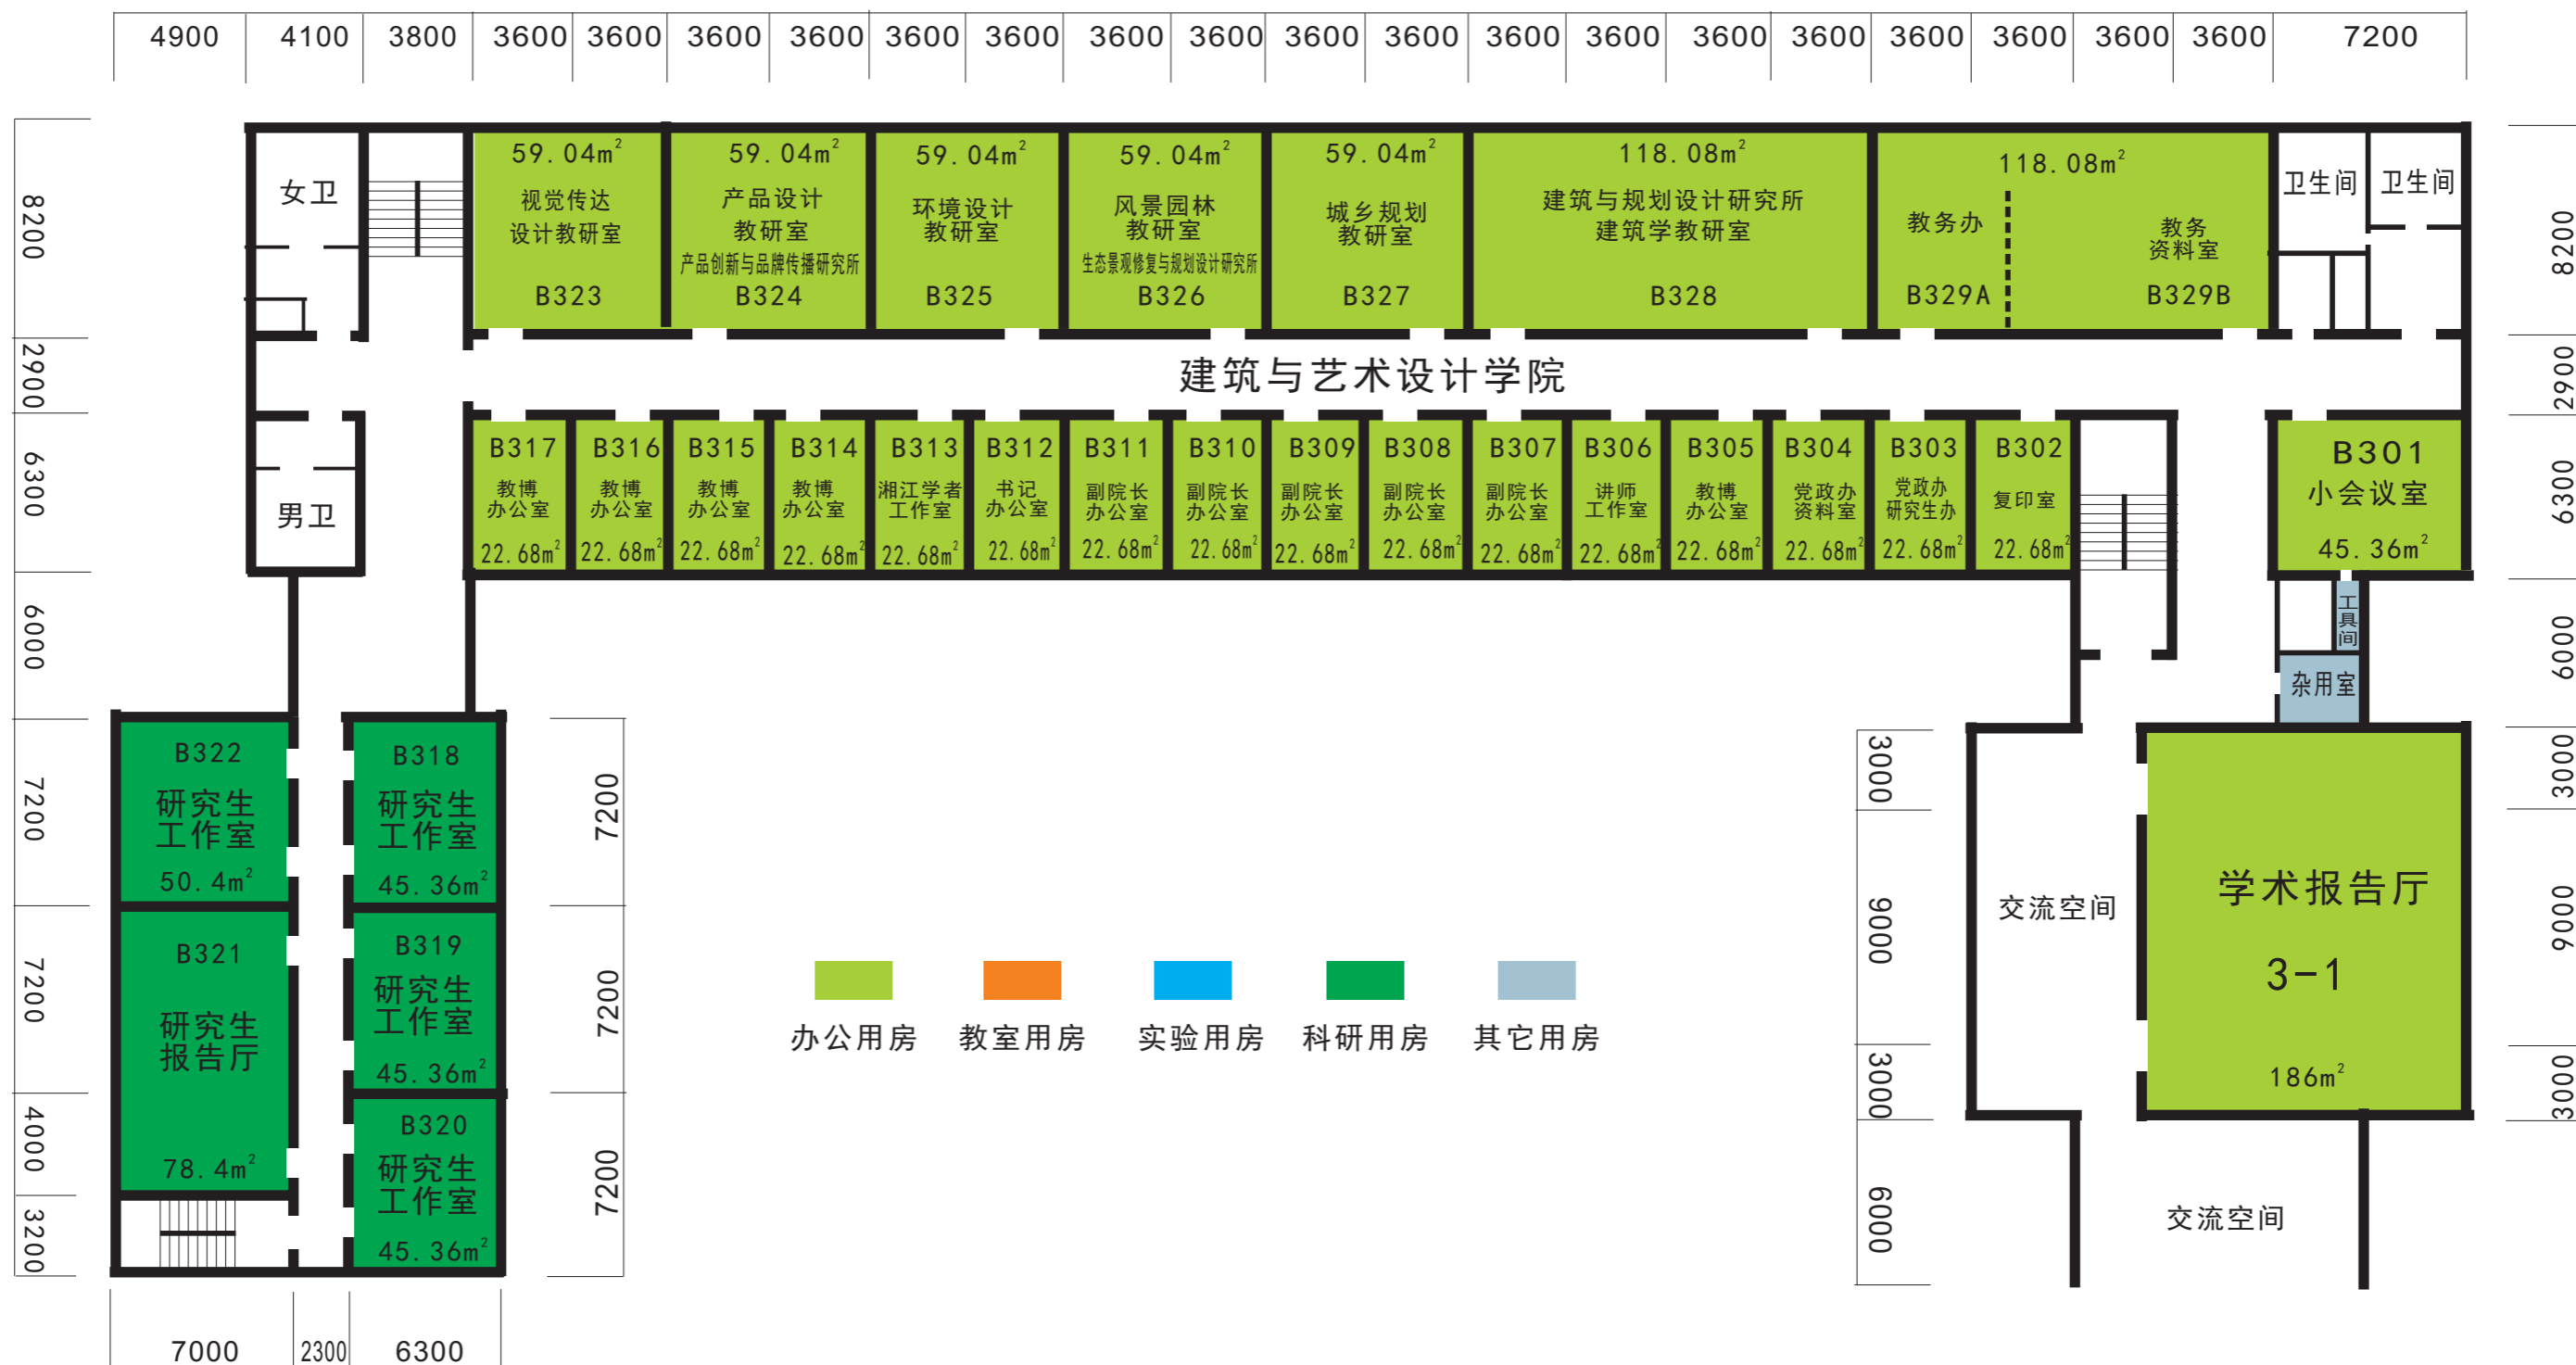 4900 4100 3800 3600 3600 3600 3600 3600 3600 3600 3600 3600 3600 3600 3600 3600 3600 3600 3600 3600 3600 7200
8200
2900
6300
6000
7200
7200
4000
3200
女卫
59.04m²
视觉传达
设计教研室
B323
59.04m²
产品设计
教研室
产品创新与品牌传播研究所
B324
59.04m²
环境设计
教研室
B325
59.04m²
风景园林
教研室
生态景观修复与规划设计研究所
B326
59.04m²
城乡规划
教研室
B327
118.08m²
建筑与规划设计研究所
建筑学教研室
B328
118.08m²
教务办
B329A
教务
资料室
B329B
卫生间
卫生间
8200
2900
6300
6000
3000
9000
3000
建筑与艺术设计学院
男卫
B317
教博
办公室
22.68m²
B316
教博
办公室
22.68m²
B315
教博
办公室
22.68m²
B314
教博
办公室
22.68m²
B313
湘江学者
工作室
22.68m²
B312
书记
办公室
22.68m²
B311
副院长
办公室
22.68m²
B310
副院长
办公室
22.68m²
B309
副院长
办公室
22.68m²
B308
副院长
办公室
22.68m²
B307
副院长
办公室
22.68m²
B306
讲师
工作室
22.68m²
B305
教博
办公室
22.68m²
B304
党政办
资料室
22.68m²
B303
党政办
研究生办
22.68m²
B302
复印室
22.68m²
B301
小会议室
45.36m²
工具间
杂用室
B322
研究生
工作室
50.4m²
B318
研究生
工作室
45.36m²
B321
研究生
报告厅
78.4m²
B319
研究生
工作室
45.36m²
B320
研究生
工作室
45.36m²
7200
7200
7200
办公用房
教室用房
实验用房
科研用房
其它用房
3000
9000
3000
6000
交流空间
学术报告厅
3-1
186m²
交流空间
7000 2300 6300